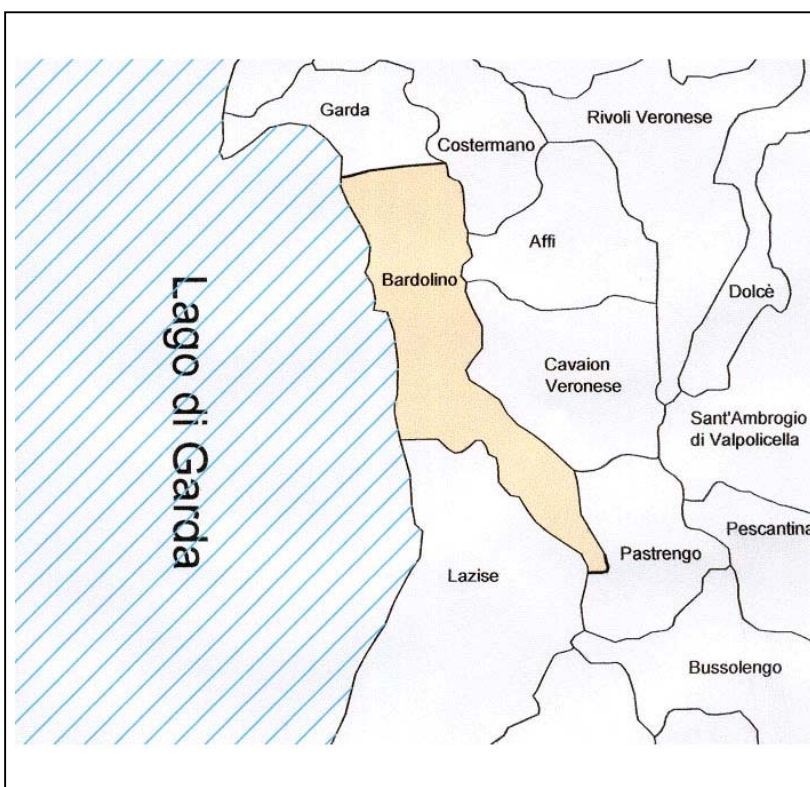 Garda
Rivoli Veronese
Costermano
Affi
Bardolino
Dolcè
Lago di Garda
Cavaion
Veronese
Sant'Ambrogio
di Valpolicella
Pescantina
Pastrengo
Lazise
Bussolengo